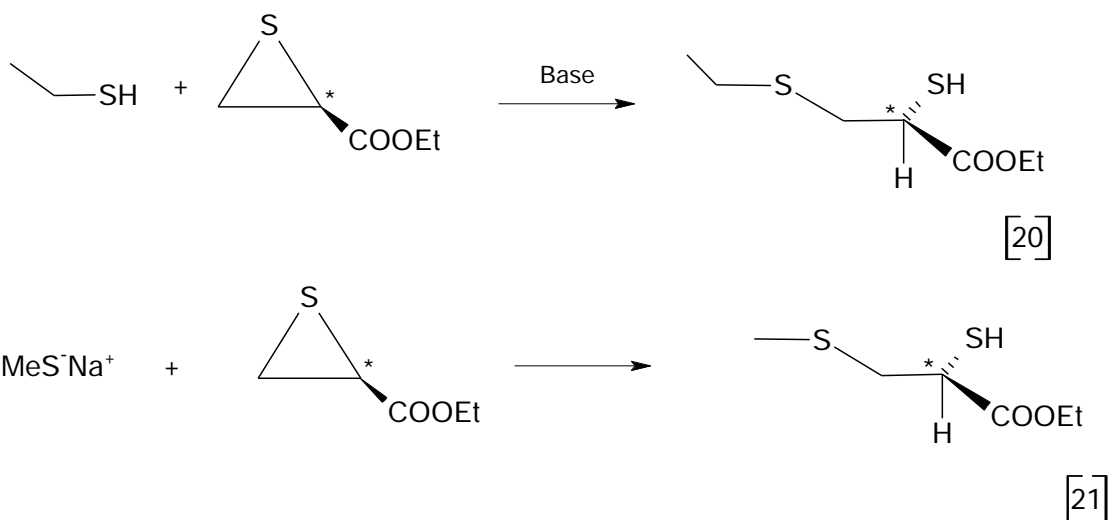 S
SH
+
*
COOEt
Base
S
*
SH
COOEt
H
[20]
S
MeS⁻Na⁺
+
*
COOEt
S
*
SH
COOEt
H
[21]